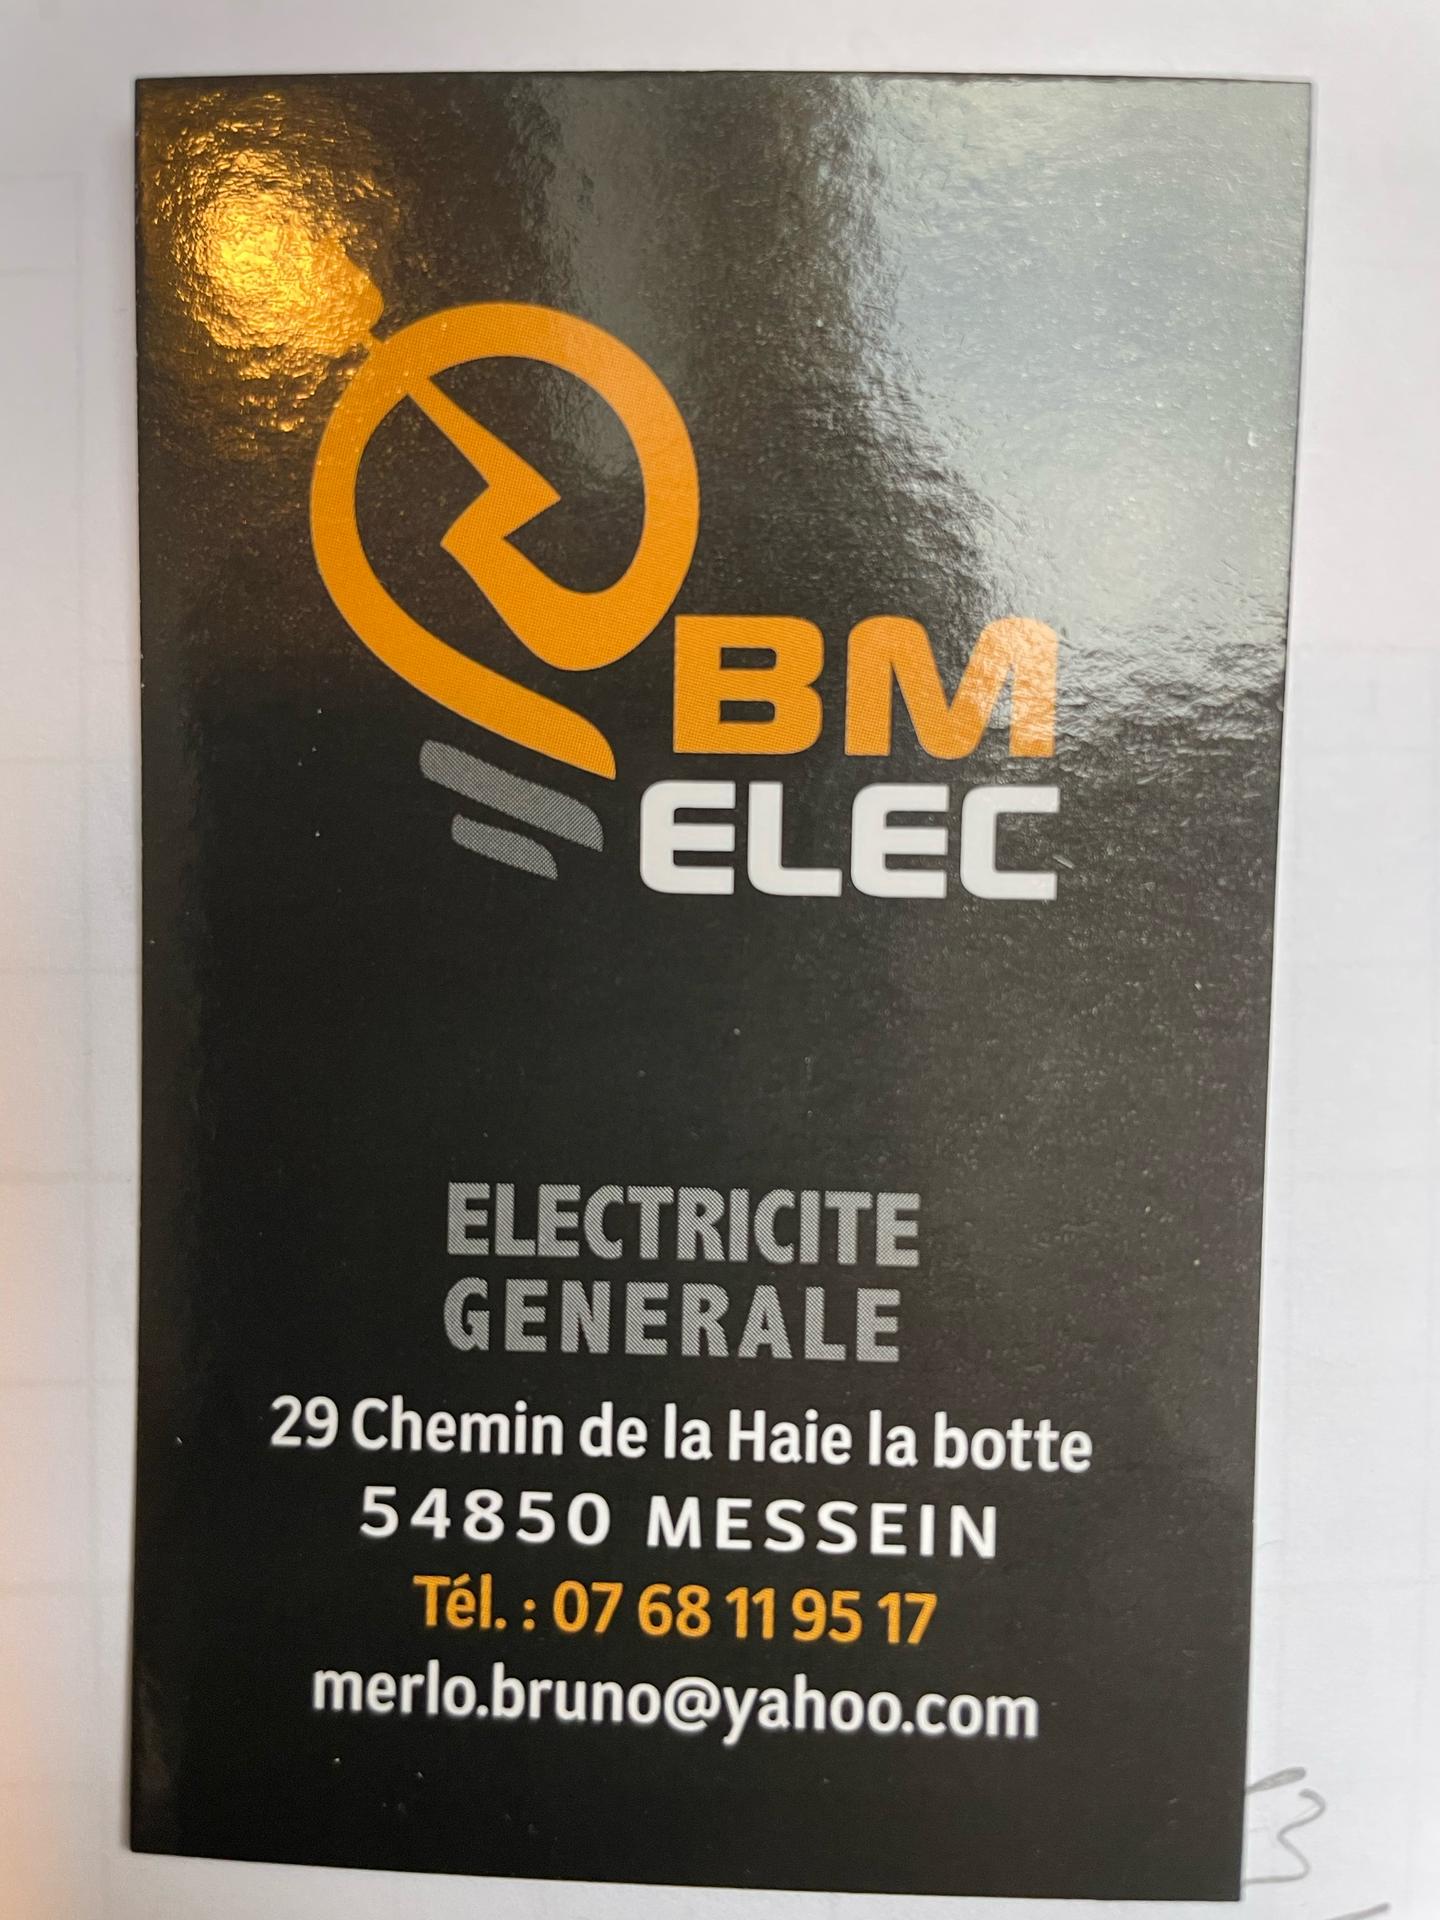 BM
ELEC
ELECTRICITE
GENERALE
29 Chemin de la Haie la botte
54850 MESSEIN
Tél. : 07 68 11 95 17
merlo.bruno@yahoo.com